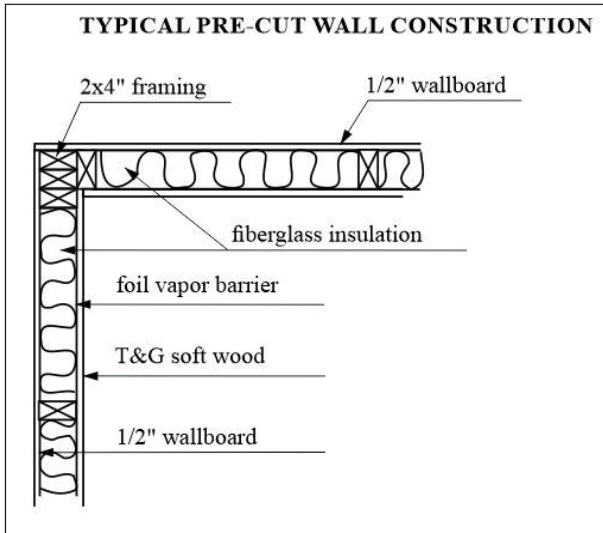 TYPICAL PRE-CUT WALL CONSTRUCTION
2x4" framing
1/2" wallboard
fiberglass insulation
foil vapor barrier
T&G soft wood
1/2" wallboard